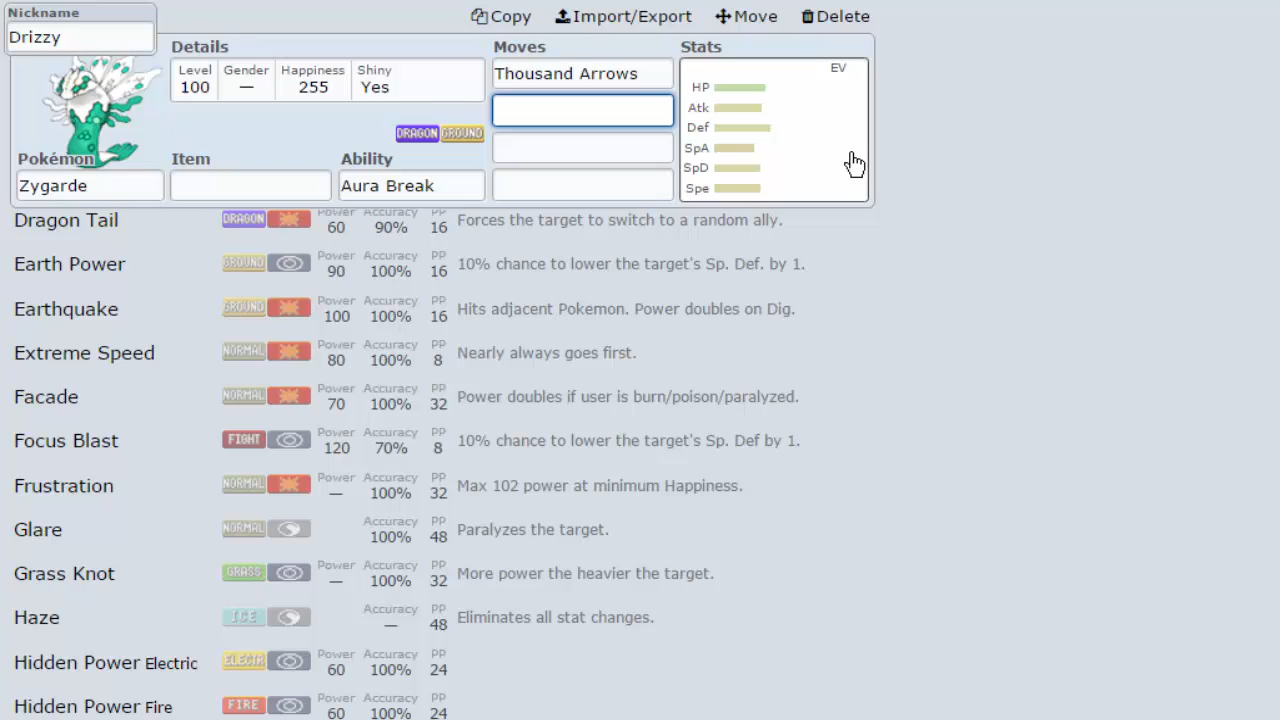 Nickname
Drizzy
Copy Import/Export Move Delete
Details
Level Gender Happiness Shiny
100 — 255 Yes
DRAGON GROUND
Pokémon Item Ability
Zygarde Aura Break
Moves
Thousand Arrows
Stats
EV
HP
Atk
Def
SpA
SpD
Spe
Dragon Tail DRAGON Power 60 Accuracy 90% PP 16 Forces the target to switch to a random ally.
Earth Power GROUND Power 90 Accuracy 100% PP 16 10% chance to lower the target's Sp. Def. by 1.
Earthquake GROUND Power 100 Accuracy 100% PP 16 Hits adjacent Pokemon. Power doubles on Dig.
Extreme Speed NORMAL Power 80 Accuracy 100% PP 8 Nearly always goes first.
Facade NORMAL Power 70 Accuracy 100% PP 32 Power doubles if user is burn/poison/paralyzed.
Focus Blast FIGHT Power 120 Accuracy 70% PP 8 10% chance to lower the target's Sp. Def by 1.
Frustration NORMAL Power — Accuracy 100% PP 32 Max 102 power at minimum Happiness.
Glare NORMAL Accuracy 100% PP 48 Paralyzes the target.
Grass Knot GRASS Power — Accuracy 100% PP 32 More power the heavier the target.
Haze ICE Accuracy — PP 48 Eliminates all stat changes.
Hidden Power Electric ELECTR Power 60 Accuracy 100% PP 24
Hidden Power Fire FIRE Power 60 Accuracy 100% PP 24